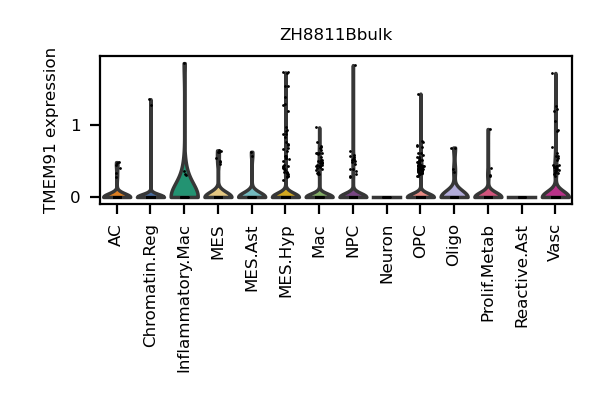 ZH8811Bbulk
TMEM91 expression
1
0
AC
Chromatin.Reg
Inflammatory.Mac
MES
MES.Ast
MES.Hyp
Mac
NPC
Neuron
OPC
Oligo
Prolif.Metab
Reactive.Ast
Vasc